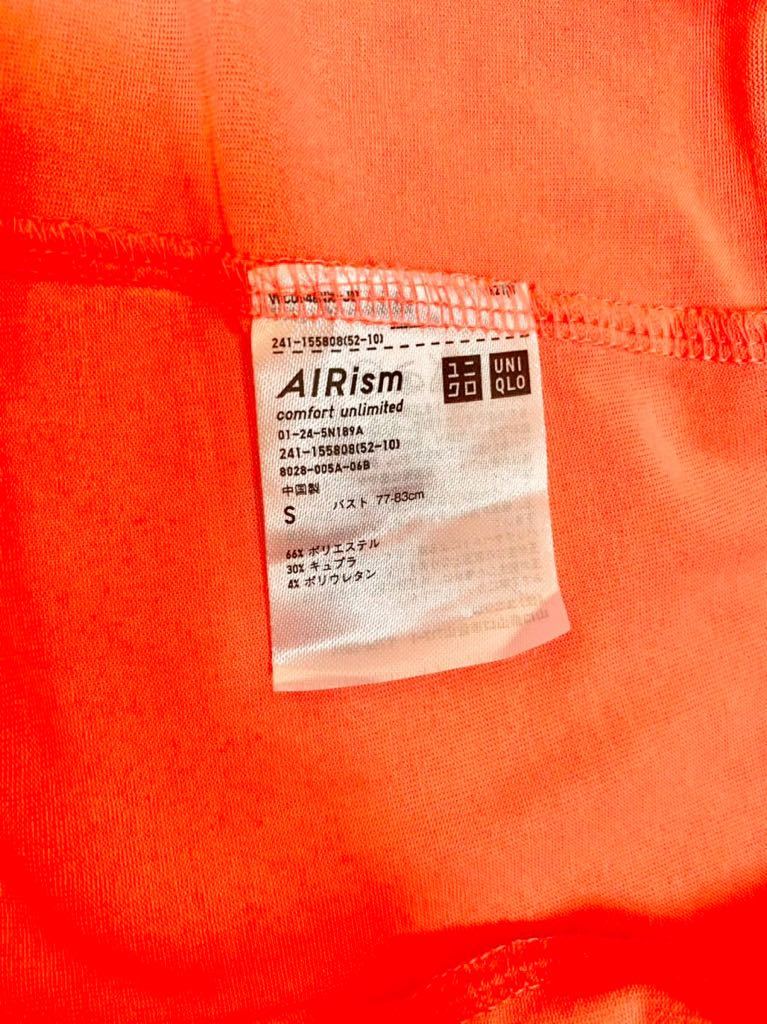 241-155808(52-10)
AIRism
ユニ
クロ
UNI
QLO
comfort unlimited
01-24-5N189A
241-155808(52-10)
8028-005A-06B
中国製
S バスト 77-83cm
66% ポリエステル
30% キュプラ
4% ポリウレタン